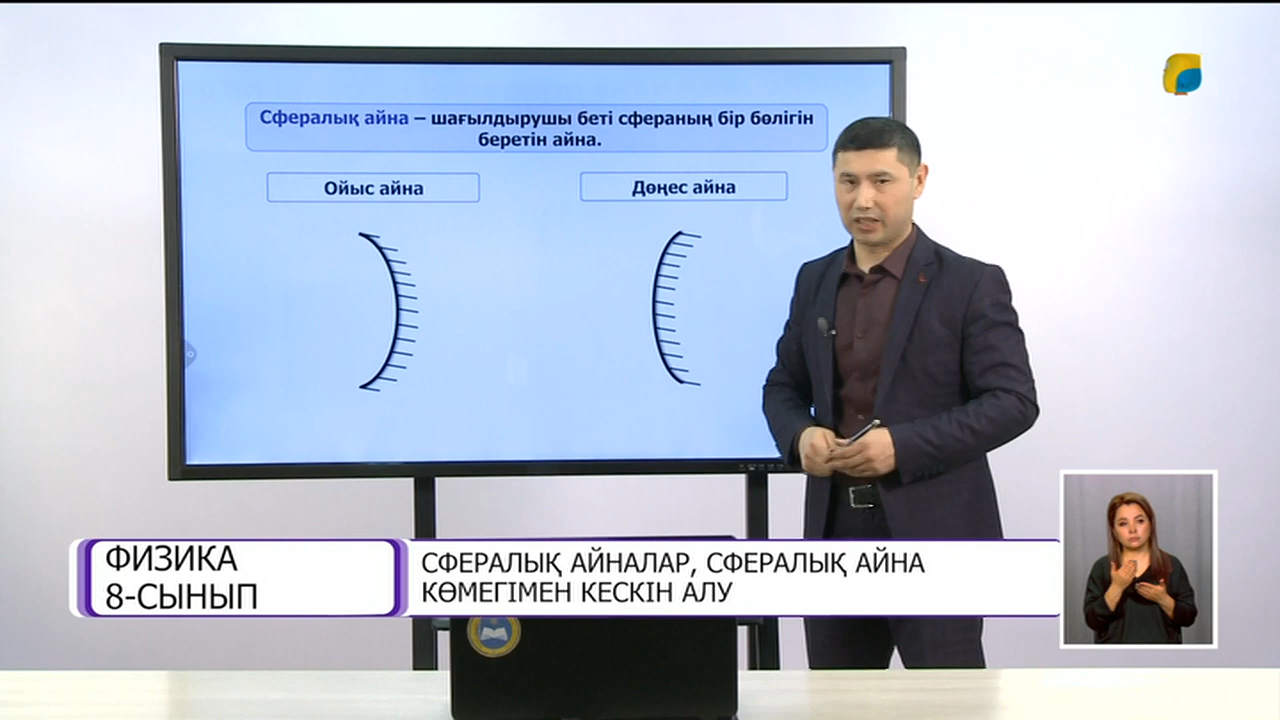 Сфералық айна – шағылдырушы беті сфераның бір бөлігін
беретін айна.
Ойыс айна
Дөңес айна
ФИЗИКА
8-СЫНЫП
СФЕРАЛЫҚ АЙНАЛАР, СФЕРАЛЫҚ АЙНА
КӨМЕГІМЕН КЕСКІН АЛУ